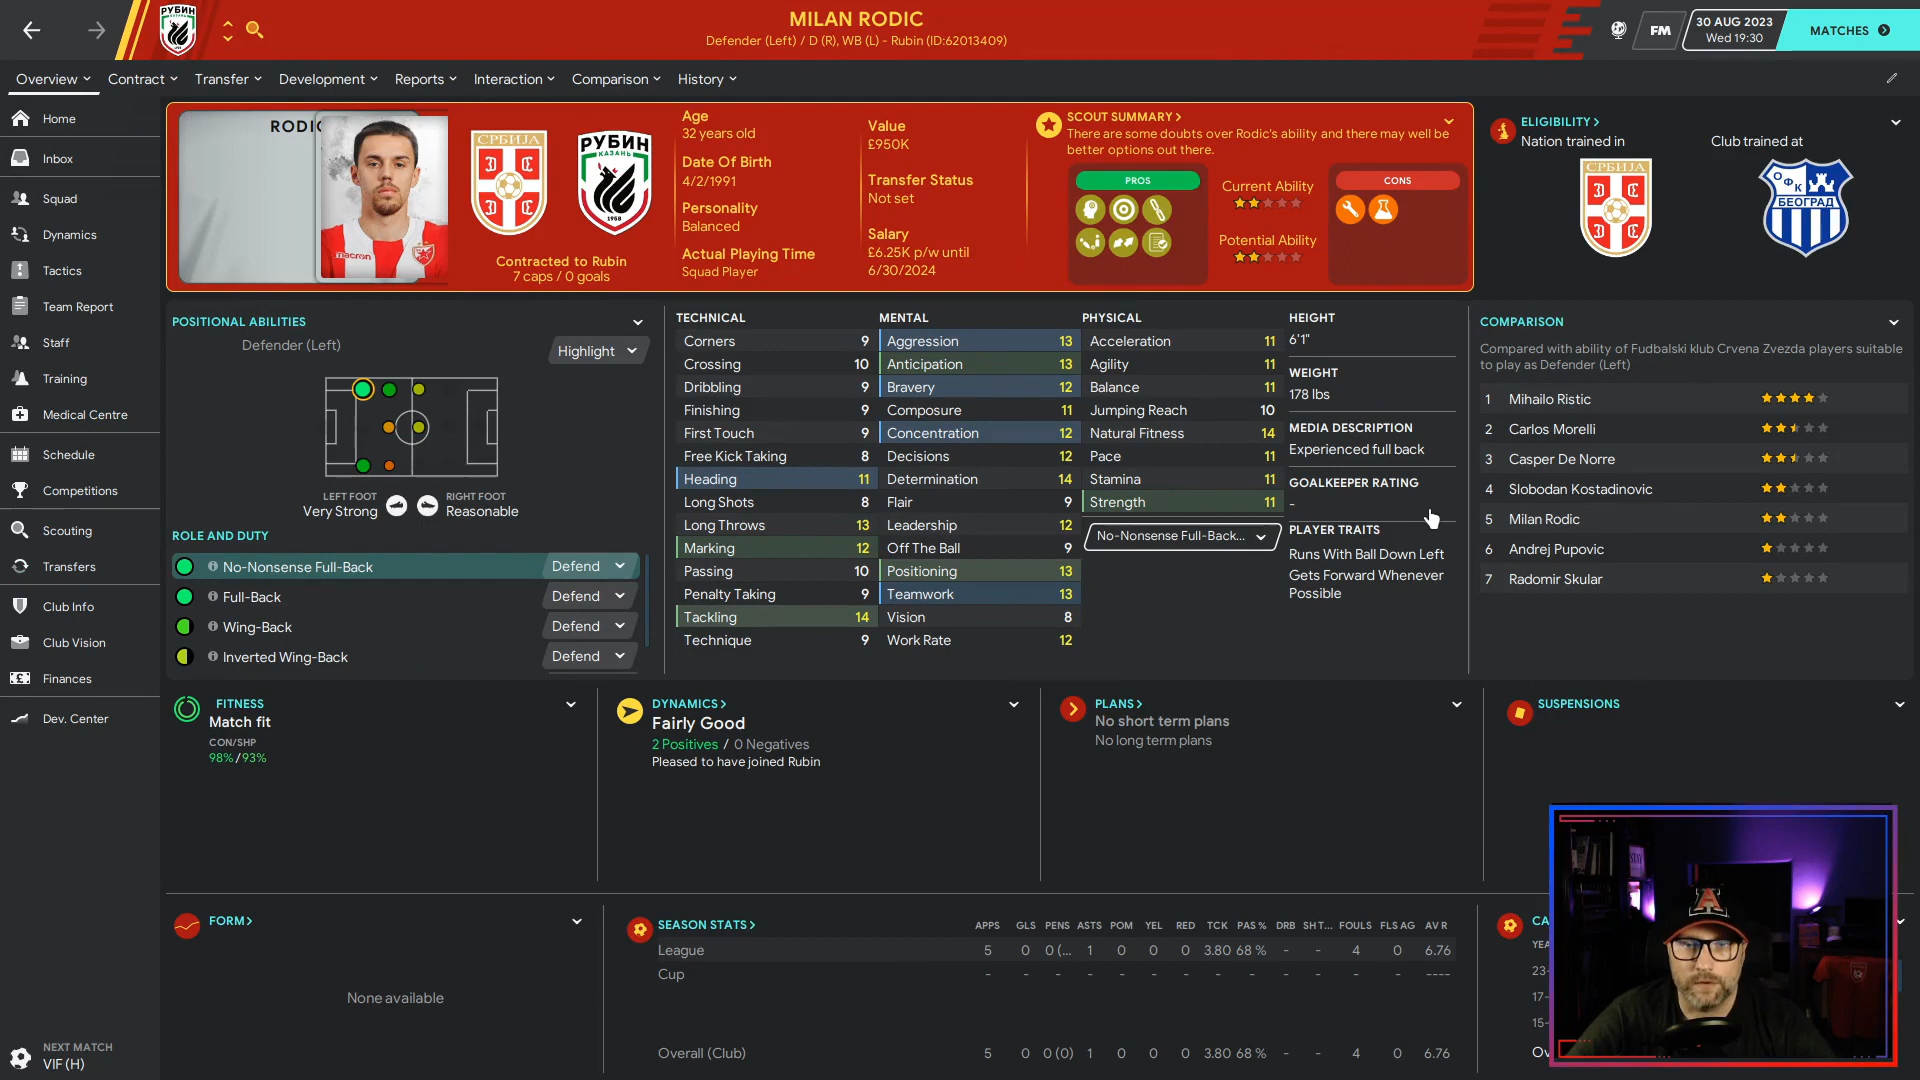 РУБИН
MILAN RODIC
Defender (Left) / D (R), WB (L) - Rubin (ID:62013409)
FM
30 AUG 2023
Wed 19:30
MATCHES
Overview
Contract
Transfer
Development
Reports
Interaction
Comparison
History
Home
Inbox
Squad
Dynamics
Tactics
Team Report
Staff
Training
Medical Centre
Schedule
Competitions
Scouting
Transfers
Club Info
Club Vision
Finances
Dev. Center
NEXT MATCH
VIF (H)
macron
СРБИЈА
РУБИН
КАЗАНЬ
1958
Contracted to Rubin
7 caps / 0 goals
Age
32 years old
Date Of Birth
4/2/1991
Personality
Balanced
Actual Playing Time
Squad Player
Value
£950K
Transfer Status
Not set
Salary
£6.25K p/w until
6/30/2024
SCOUT SUMMARY >
There are some doubts over Rodic's ability and there may well be
better options out there.
PROS
Current Ability
Potential Ability
CONS
ELIGIBILITY >
Nation trained in
СРБИЈА
Club trained at
ОФК
БЕОГРАД
POSITIONAL ABILITIES
Defender (Left)
Highlight
LEFT FOOT
Very Strong
RIGHT FOOT
Reasonable
ROLE AND DUTY
No-Nonsense Full-Back Defend
Full-Back Defend
Wing-Back Defend
Inverted Wing-Back Defend
TECHNICAL
Corners 9
Crossing 10
Dribbling 9
Finishing 9
First Touch 9
Free Kick Taking 8
Heading 11
Long Shots 8
Long Throws 13
Marking 12
Passing 10
Penalty Taking 9
Tackling 14
Technique 9
MENTAL
Aggression 13
Anticipation 13
Bravery 12
Composure 11
Concentration 12
Decisions 12
Determination 14
Flair 9
Leadership 12
Off The Ball 9
Positioning 13
Teamwork 13
Vision 8
Work Rate 12
PHYSICAL
Acceleration 11
Agility 11
Balance 11
Jumping Reach 10
Natural Fitness 14
Pace 11
Stamina 11
Strength 11
No-Nonsense Full-Back...
HEIGHT
6'1"
WEIGHT
178 lbs
MEDIA DESCRIPTION
Experienced full back
GOALKEEPER RATING
-
PLAYER TRAITS
Runs With Ball Down Left
Gets Forward Whenever
Possible
COMPARISON
Compared with ability of Fudbalski klub Crvena Zvezda players suitable
to play as Defender (Left)
1 Mihailo Ristic
2 Carlos Morelli
3 Casper De Norre
4 Slobodan Kostadinovic
5 Milan Rodic
6 Andrej Pupovic
7 Radomir Skular
FITNESS
Match fit
CON/SHP
98% / 93%
DYNAMICS >
Fairly Good
2 Positives / 0 Negatives
Pleased to have joined Rubin
PLANS >
No short term plans
No long term plans
SUSPENSIONS
FORM >
None available
SEASON STATS > APPS GLS PENS ASTS POM YEL RED TCK PAS % DRB SH T... FOULS FLS AG AV R
League 5 0 0 (... 1 0 0 0 3.80 68 % - - 4 0 6.76
Cup - - - - - - - - - - - - - ----
Overall (Club) 5 0 0 (0) 1 0 0 0 3.80 68 % - - 4 0 6.76
CA
YEA
23-
17-
15-
Ov